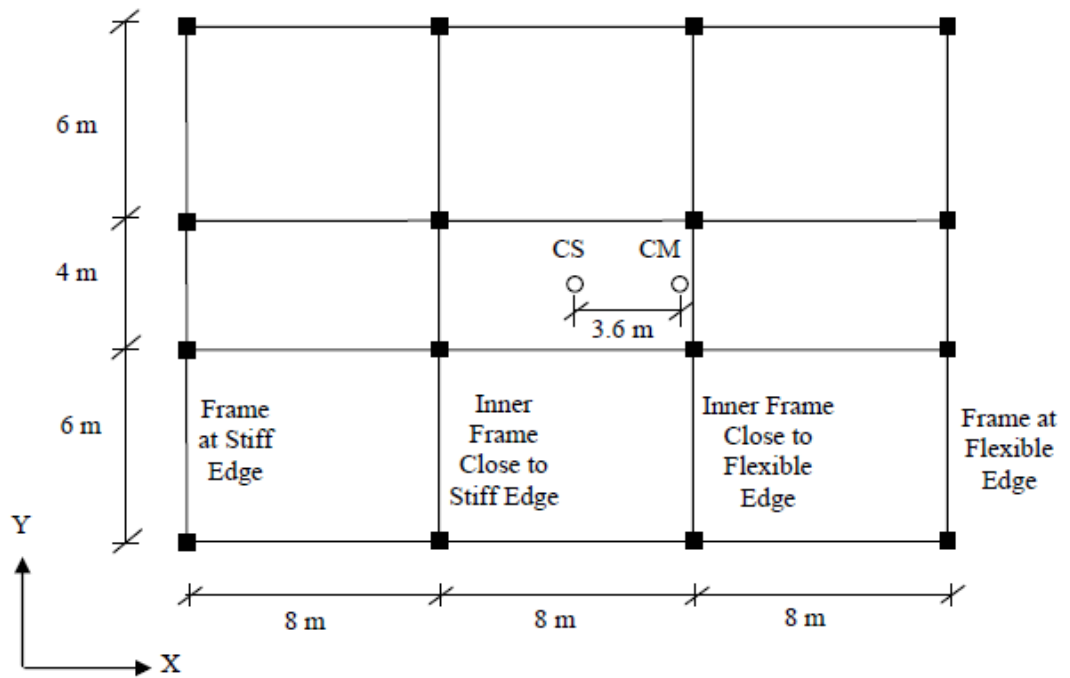 6 m
4 m
CS
CM
3.6 m
6 m
Frame
at Stiff
Edge
Inner
Frame
Close to
Stiff Edge
Inner Frame
Close to
Flexible
Edge
Frame at
Flexible
Edge
Y
X
8 m
8 m
8 m